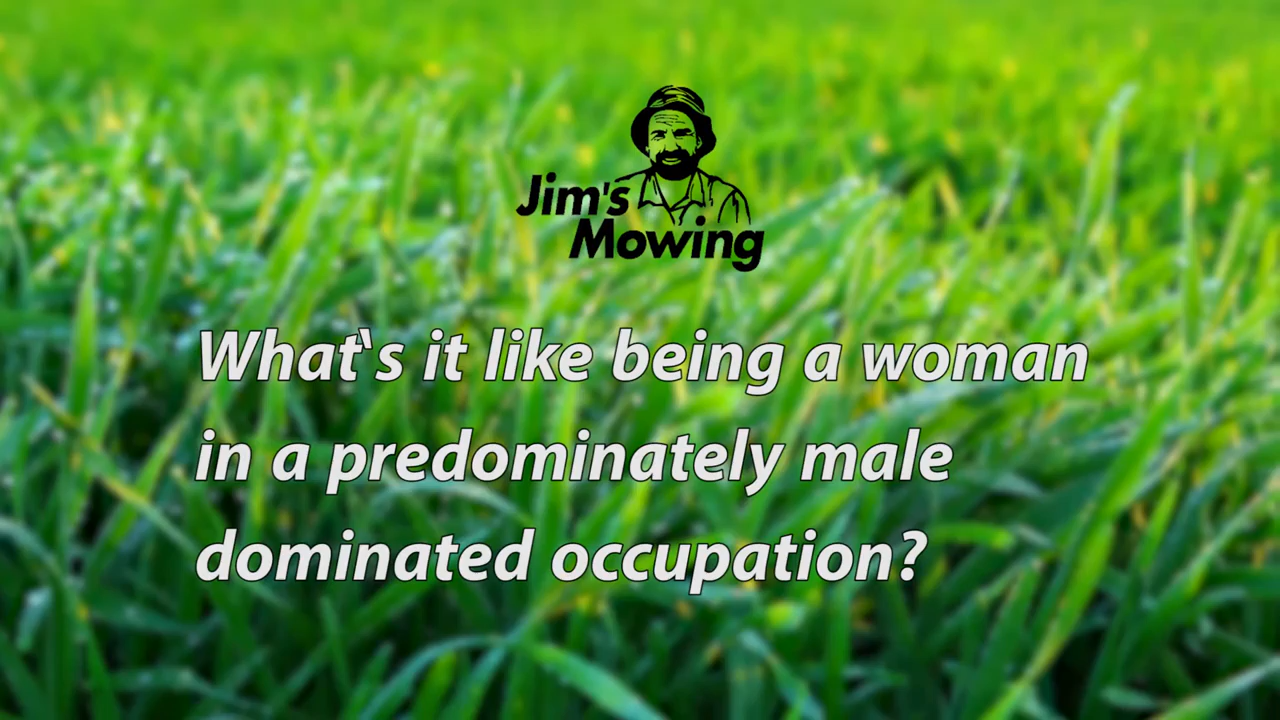 Jim's
Mowing
What`s it like being a woman
in a predominately male
dominated occupation?